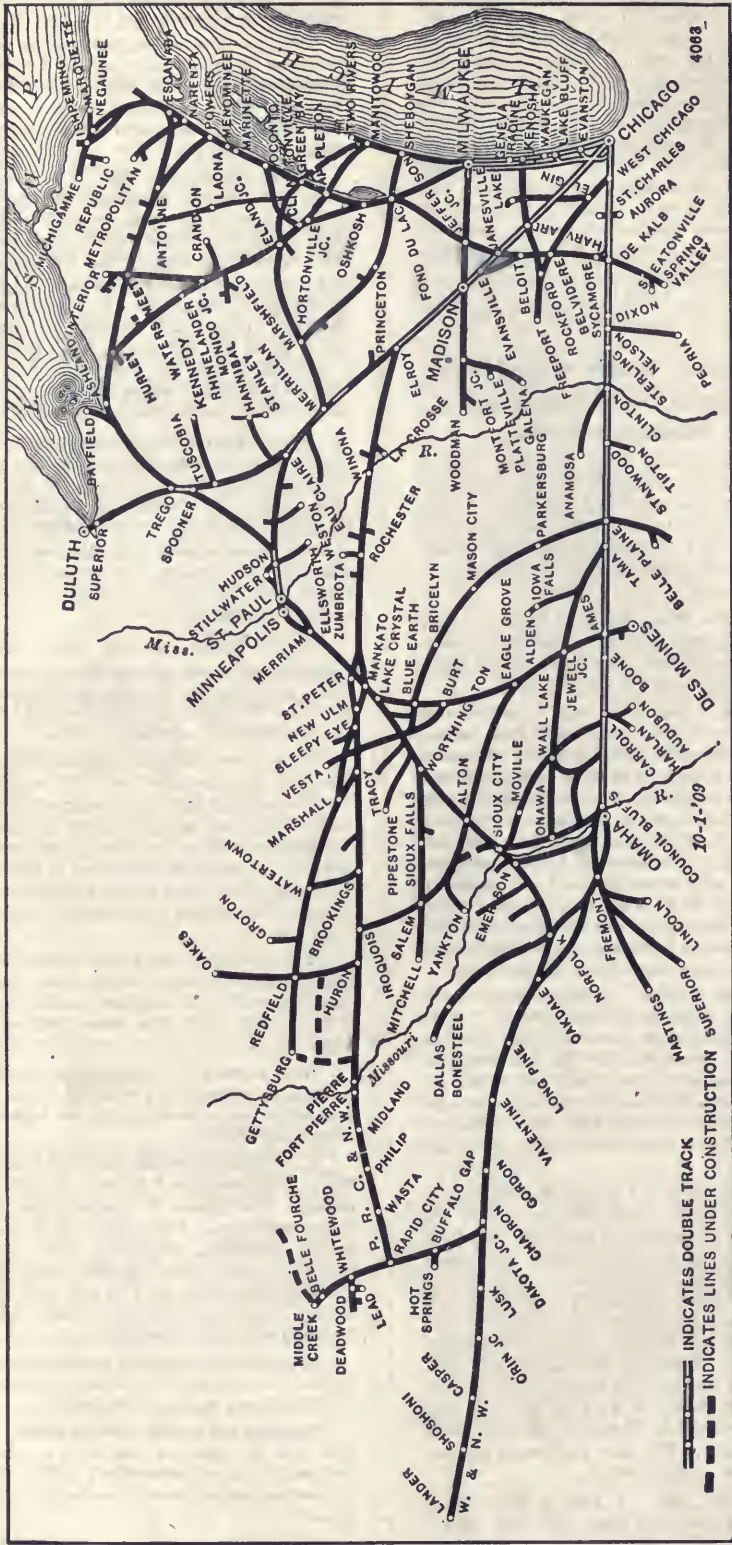 4063
L. S. U. P.
DULUTH
SUPERIOR
BAYFIELD
ASHLAND
HURLEY
INTERIOR
WATERSMEET
METROPOLITAN
MICHIGAMME
REPUBLIC
ISHPEMING
MARQUETTE
NEGAUNEE
ESCANABA
POWERS
MENOMINEE
MARINETTE
OCONTO
GREEN BAY
APPLETON
TWO RIVERS
MANITOWOC
SHEBOYGAN
MILWAUKEE
LAKE GENEVA
RACINE
KENOSHA
WAUKEGAN
LAKE BLUFF
EVANSTON
CHICAGO
WEST CHICAGO
ST. CHARLES
AURORA
ELGIN
HARVARD
DE KALB
SPRING VALLEY
SYCAMORE
BELVIDERE
ROCKFORD
FREEPORT
BELOIT
EVANSVILLE
JANESVILLE
JEFFERSON JC.
MADISON
FOND DU LAC
OSHKOSH
PRINCETON
HORTONVILLE JC.
ELAND JC.
ANTOINE
CRANDON
LAONA
TREGO
SPOONER
TUSCOBIA
KENNEDY
RHINELANDER
MONICO JC.
HANNIBAL
STANLEY
MERRILLAN
MARSHFIELD
ELROY
WOODMAN
MONTFORT JC.
PLATTEVILLE
GALENA
DIXON
NELSON
STERLING
PEORIA
CLINTON
ANAMOSA
TIPTON
STANWOOD
BELLE PLAINE
TAMA
HUDSON
STILLWATER
ST. PAUL
MINNEAPOLIS
Miss.
R.
MERRIAM
ELLSWORTH
WESTON
EAU CLAIRE
ZUMBROTA
WINONA
LA CROSSE
ROCHESTER
MANKATO
LAKE CRYSTAL
BLUE EARTH
BRICELYN
MASON CITY
PARKERSBURG
BURT
EAGLE GROVE
ALDEN
IOWA FALLS
AMES
JEWELL JC.
DES MOINES
BOONE
WALL LAKE
AUDUBON
HARLAN
CARROLL
ST. PETER
NEW ULM
SLEEPY EYE
VESTA
MARSHALL
TRACY
WORTHINGTON
PIPESTONE
SIOUX FALLS
ALTON
SIOUX CITY
MOVILLE
ONAWA
COUNCIL BLUFFS
OMAHA
R.
10-1-'09
WATERTOWN
GROTON
OAKES
BROOKINGS
REDFIELD
HURON
IROQUOIS
SALEM
MITCHELL
YANKTON
EMERSON
NORFOLK
FREMONT
LINCOLN
SUPERIOR
HASTINGS
OAKDALE
GETTYSBURG
PIERRE
FORT PIERRE
Missouri
DALLAS
BONESTEEL
LONG PINE
VALENTINE
GORDON
CHADRON
DAKOTA JC.
MIDLAND
PHILIP
WASTA
P. R. C. & N. W.
RAPID CITY
BUFFALO GAP
HOT SPRINGS
WHITEWOOD
BELLE FOURCHE
MIDDLE CREEK
DEADWOOD
LEAD
LUSK
ORIN JC
CASPER
SHOSHONI
LANDER
W. & N. W.
INDICATES DOUBLE TRACK
INDICATES LINES UNDER CONSTRUCTION